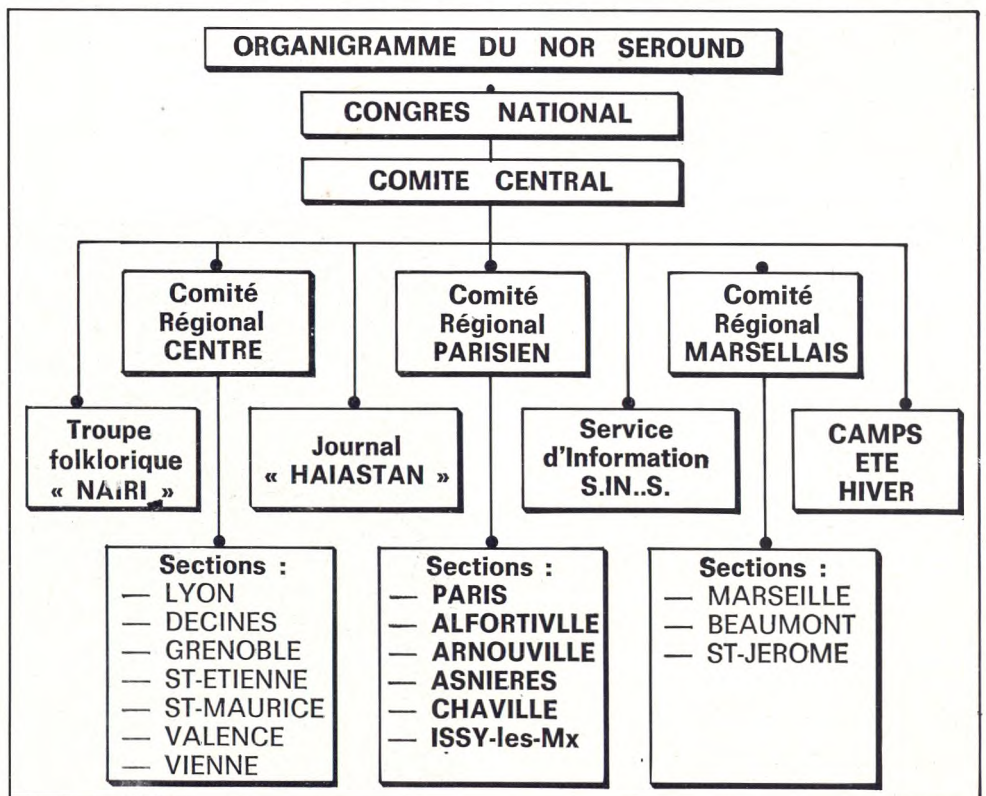 ORGANIGRAMME DU NOR SEROUND
CONGRES NATIONAL
COMITE CENTRAL
Comité
Régional
CENTRE
Comité
Régional
PARISIEN
Comité
Régional
MARSELLAIS
Troupe
folklorique
« NAIRI »
Journal
« HAIASTAN »
Service
d'Information
S.IN..S.
CAMPS
ETE
HIVER
Sections :
— LYON
— DECINES
— GRENOBLE
— ST-ETIENNE
— ST-MAURICE
— VALENCE
— VIENNE
Sections :
— PARIS
— ALFORTIVLLE
— ARNOUVILLE
— ASNIERES
— CHAVILLE
— ISSY-les-Mx
Sections :
— MARSEILLE
— BEAUMONT
— ST-JEROME